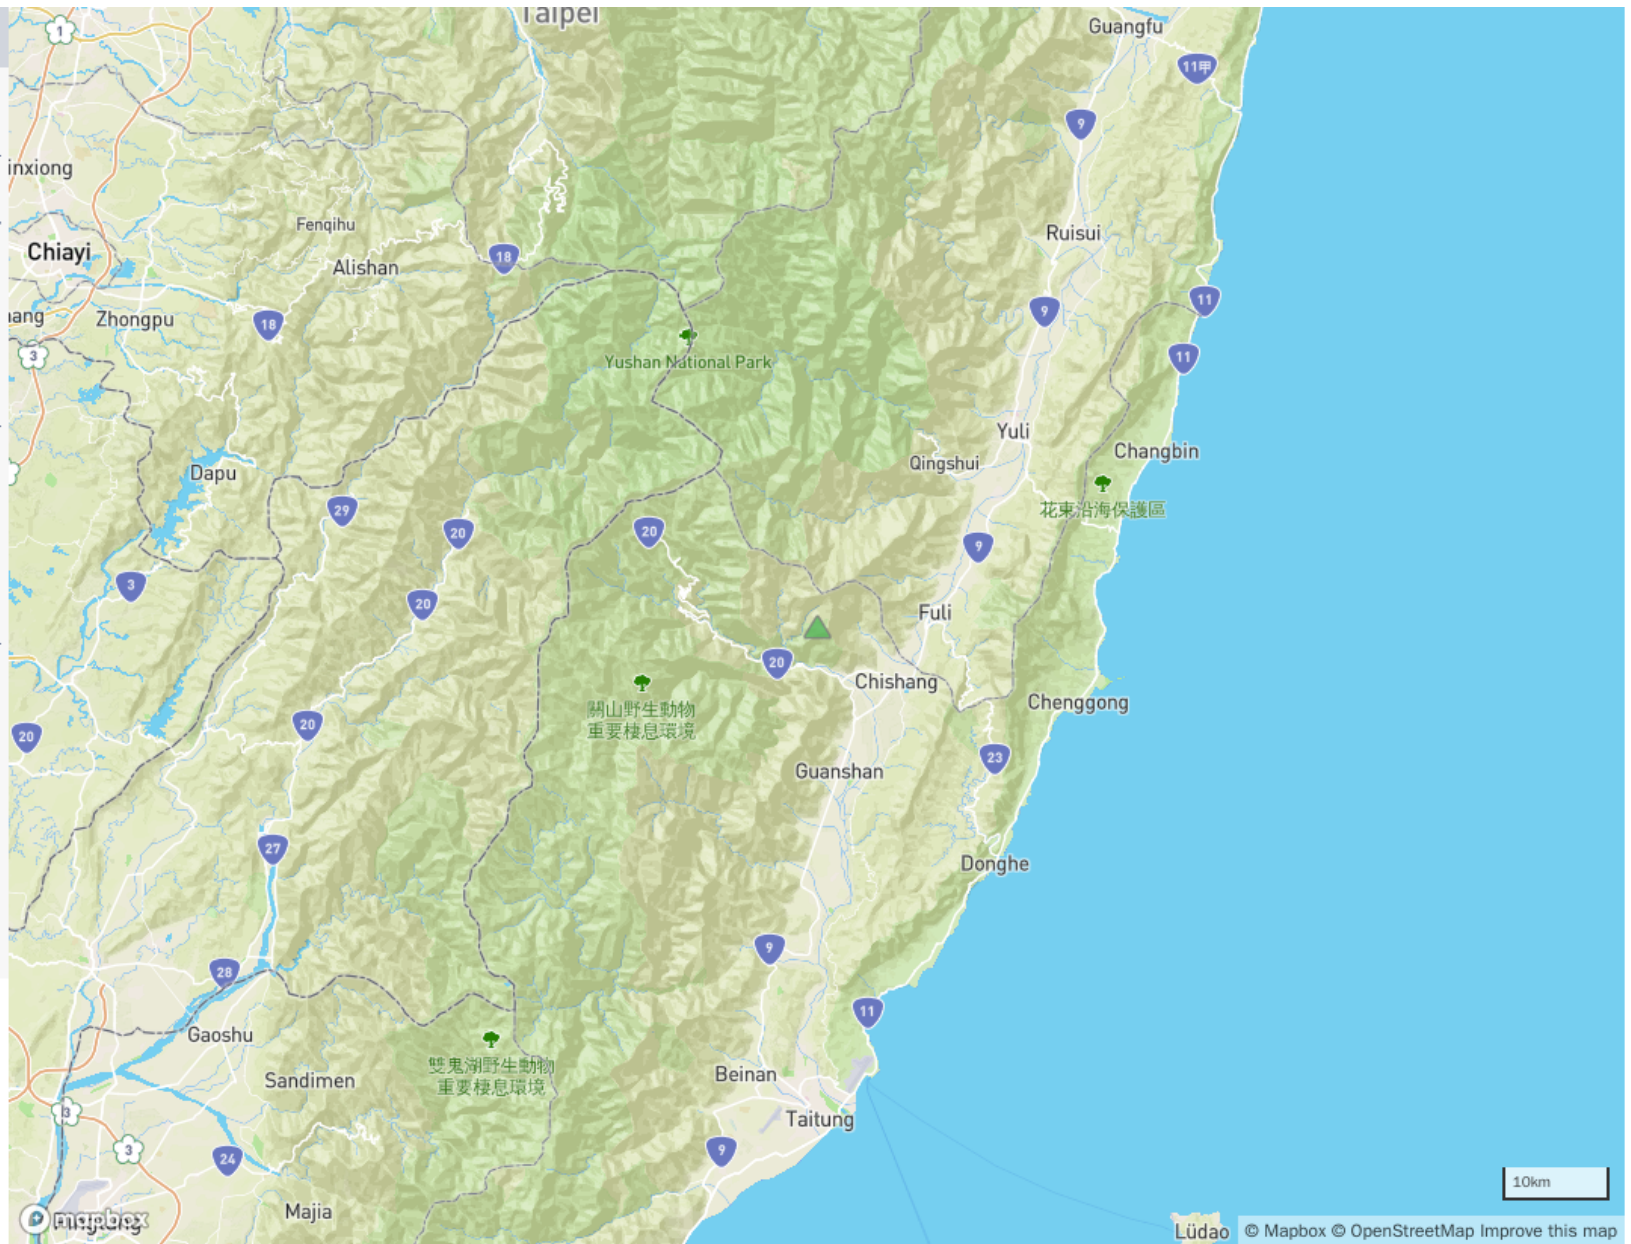 Taipei
Guangfu
1
11甲
9
inxiong
Fenqihu
Ruisui
Chiayi
18
Alishan
11
9
Zhongpu
18
3
11
Yushan National Park
Yuli
Changbin
Qingshui
Dapu
花東沿海保護區
29
20
20
9
3
20
Fuli
20
Chishang
關山野生動物
重要棲息環境
Chenggong
20
20
23
Guanshan
27
Donghe
9
28
11
Gaoshu
雙鬼湖野生動物
重要棲息環境
Sandimen
Beinan
3
Taitung
3
9
24
10km
Majia
mapbox
Pingtung
Lüdao
© Mapbox © OpenStreetMap Improve this map